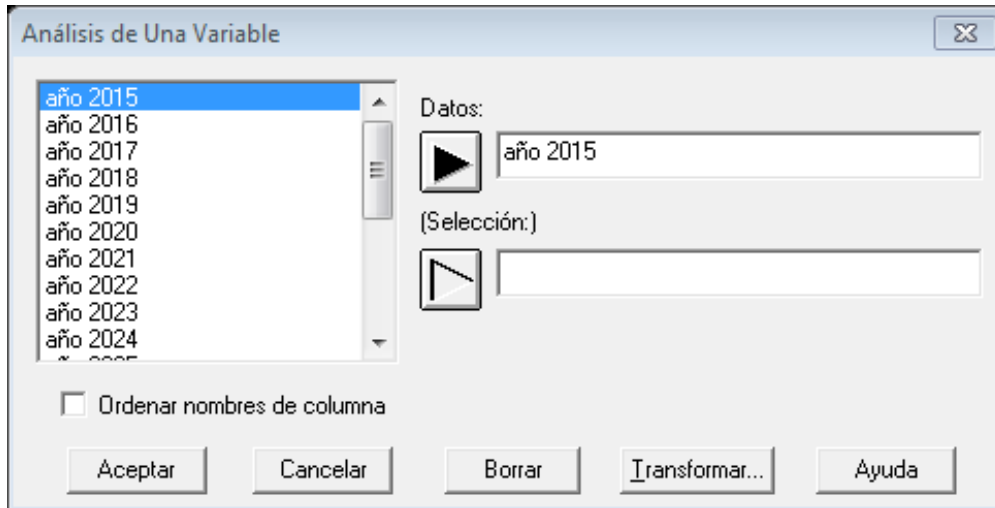 Análisis de Una Variable
año 2015
año 2016
año 2017
año 2018
año 2019
año 2020
año 2021
año 2022
año 2023
año 2024
Datos:
año 2015
(Selección:)
Ordenar nombres de columna
Aceptar
Cancelar
Borrar
Transformar...
Ayuda